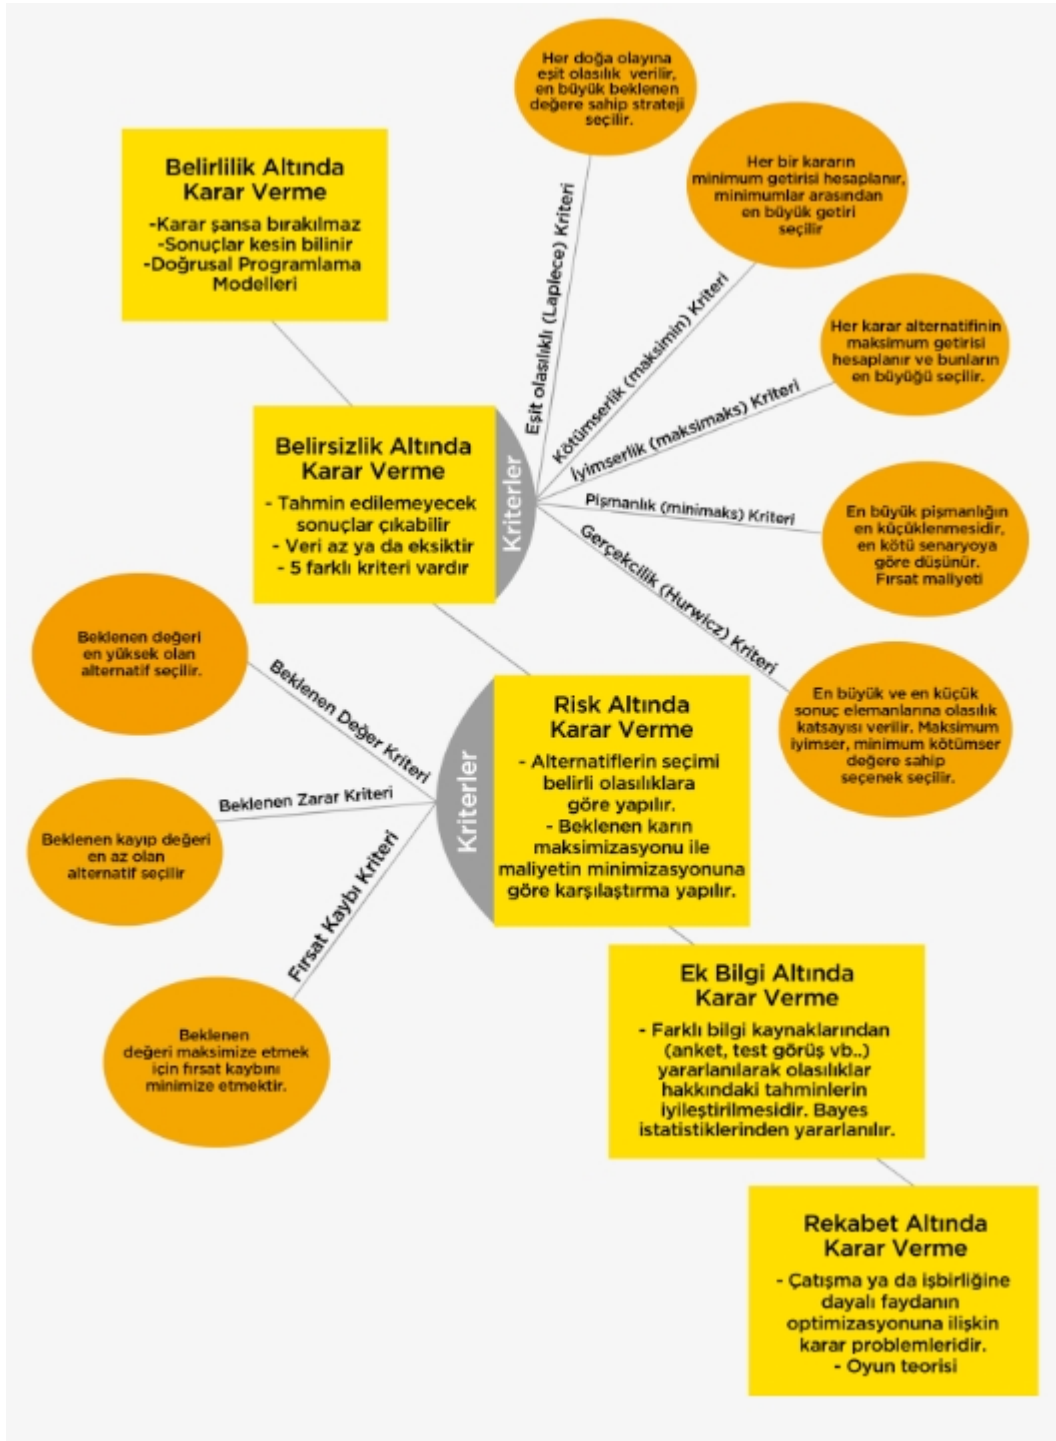 Belirlilik Altında
Karar Verme
-Karar şansa bırakılmaz
-Sonuçlar kesin bilinir
-Doğrusal Programlama
Modelleri
Belirsizlik Altında
Karar Verme
- Tahmin edilemeyecek
sonuçlar çıkabilir
- Veri az ya da eksiktir
- 5 farklı kriteri vardır
Kriterler
Eşit olasılıklı (Laplece) Kriteri
Her doğa olayına
eşit olasılık verilir,
en büyük beklenen
değere sahip strateji
seçilir.
Kötümserlik (maksimin) Kriteri
Her bir kararın
minimum getirisi hesaplanır,
minimumlar arasından
en büyük getiri
seçilir
İyimserlik (maksimaks) Kriteri
Her karar alternatifinin
maksimum getirisi
hesaplanır ve bunların
en büyüğü seçilir.
Pişmanlık (minimaks) Kriteri
En büyük pişmanlığın
en küçüklenmesidir,
en kötü senaryoya
göre düşünür.
Fırsat maliyeti
Gerçekcilik (Hurwicz) Kriteri
En büyük ve en küçük
sonuç elemanlarına olasılık
katsayısı verilir. Maksimum
iyimser, minimum kötümser
değere sahip
seçenek seçilir.
Risk Altında
Karar Verme
- Alternatiflerin seçimi
belirli olasılıklara
göre yapılır.
- Beklenen karın
maksimizasyonu ile
maliyetin minimizasyonuna
göre karşılaştırma yapılır.
Kriterler
Beklenen Değer Kriteri
Beklenen değeri
en yüksek olan
alternatif seçilir.
Beklenen Zarar Kriteri
Beklenen kayıp değeri
en az olan
alternatif seçilir
Fırsat Kaybı Kriteri
Beklenen
değeri maksimize etmek
için fırsat kaybını
minimize etmektir.
Ek Bilgi Altında
Karar Verme
- Farklı bilgi kaynaklarından
(anket, test görüş vb..)
yararlanılarak olasılıklar
hakkındaki tahminlerin
iyileştirilmesidir. Bayes
istatistiklerinden yararlanılır.
Rekabet Altında
Karar Verme
- Çatışma ya da işbirliğine
dayalı faydanın
optimizasyonuna ilişkin
karar problemleridir.
- Oyun teorisi